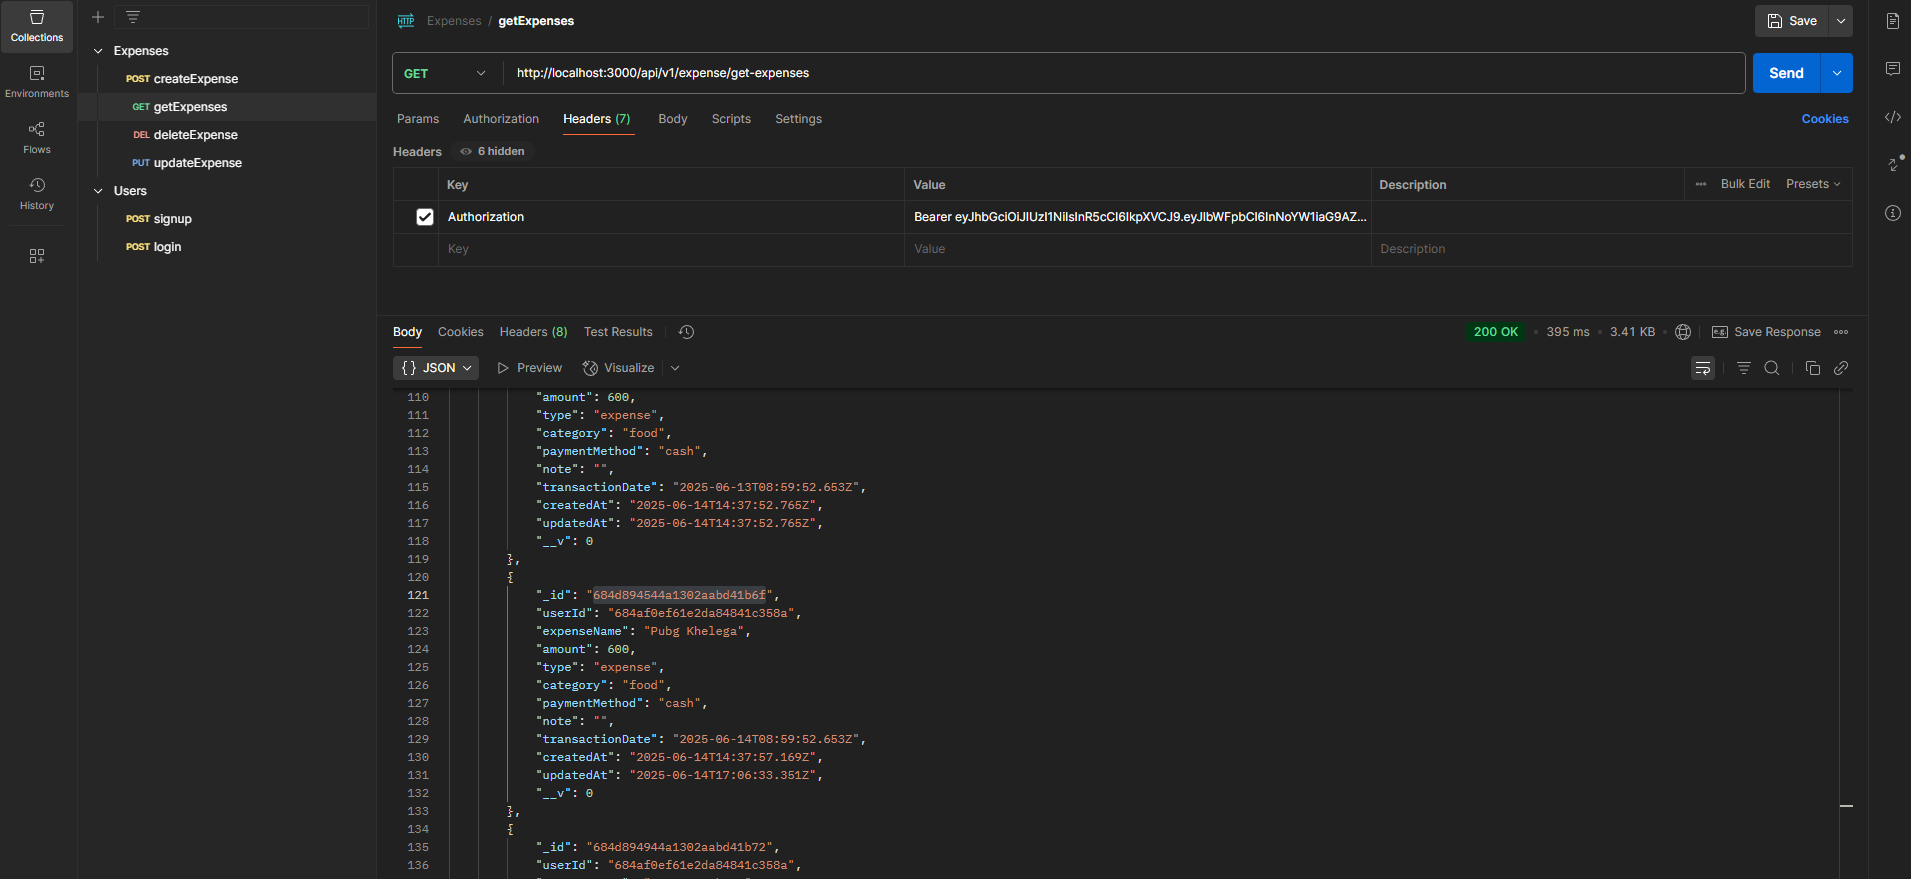 Collections
Environments
Flows
History
Expenses
POST createExpense
GET getExpenses
DEL deleteExpense
PUT updateExpense
Users
POST signup
POST login
HTTP Expenses / getExpenses
Save
GET http://localhost:3000/api/v1/expense/get-expenses
Send
Params Authorization Headers (7) Body Scripts Settings Cookies
Headers 6 hidden
Key Value Description Bulk Edit Presets
Authorization Bearer eyJhbGciOiJIUzI1NiIsInR5cCI6IkpXVCJ9.eyJlbWFpbCI6InNoYW1iaG9AZ...
Key Value Description
Body Cookies Headers (8) Test Results 200 OK 395 ms 3.41 KB e.g. Save Response
{} JSON Preview Visualize
110 "amount": 600,
111 "type": "expense",
112 "category": "food",
113 "paymentMethod": "cash",
114 "note": "",
115 "transactionDate": "2025-06-13T08:59:52.653Z",
116 "createdAt": "2025-06-14T14:37:52.765Z",
117 "updatedAt": "2025-06-14T14:37:52.765Z",
118 "__v": 0
119 },
120 {
121 "_id": "684d894544a1302aabd41b6f",
122 "userId": "684af0ef61e2da84841c358a",
123 "expenseName": "Pubg Khelega",
124 "amount": 600,
125 "type": "expense",
126 "category": "food",
127 "paymentMethod": "cash",
128 "note": "",
129 "transactionDate": "2025-06-14T08:59:52.653Z",
130 "createdAt": "2025-06-14T14:37:57.169Z",
131 "updatedAt": "2025-06-14T17:06:33.351Z",
132 "__v": 0
133 },
134 {
135 "_id": "684d894944a1302aabd41b72",
136 "userId": "684af0ef61e2da84841c358a",